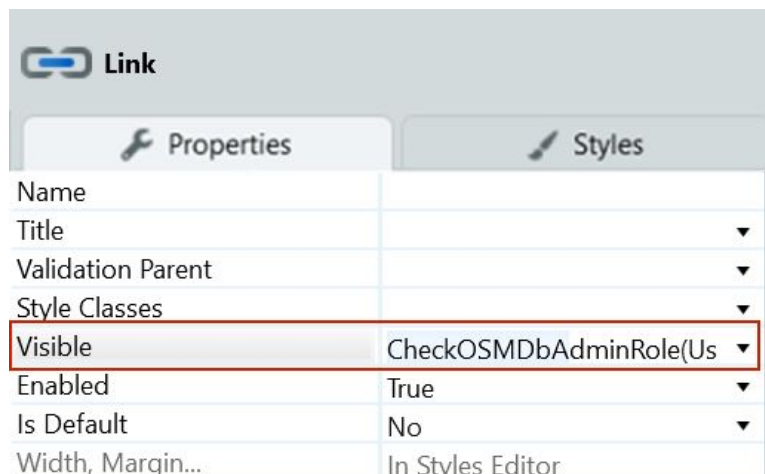 Link
Properties Styles
Name
Title
Validation Parent
Style Classes
Visible CheckOSMDbAdminRole(Us
Enabled True
Is Default No
Width, Margin... In Styles Editor